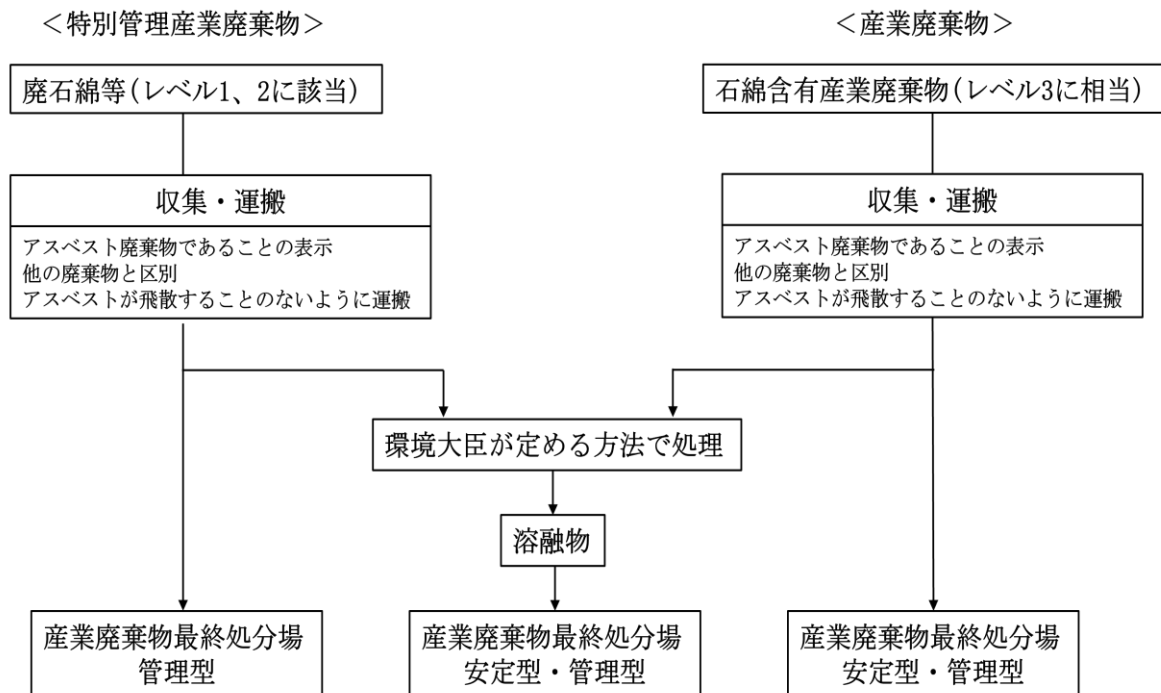 ＜特別管理産業廃棄物＞
＜産業廃棄物＞
廃石綿等(レベル1、2に該当)
石綿含有産業廃棄物(レベル3に相当)
収集・運搬
アスベスト廃棄物であることの表示
他の廃棄物と区別
アスベストが飛散することのないように運搬
収集・運搬
アスベスト廃棄物であることの表示
他の廃棄物と区別
アスベストが飛散することのないように運搬
環境大臣が定める方法で処理
溶融物
産業廃棄物最終処分場
管理型
産業廃棄物最終処分場
安定型・管理型
産業廃棄物最終処分場
安定型・管理型